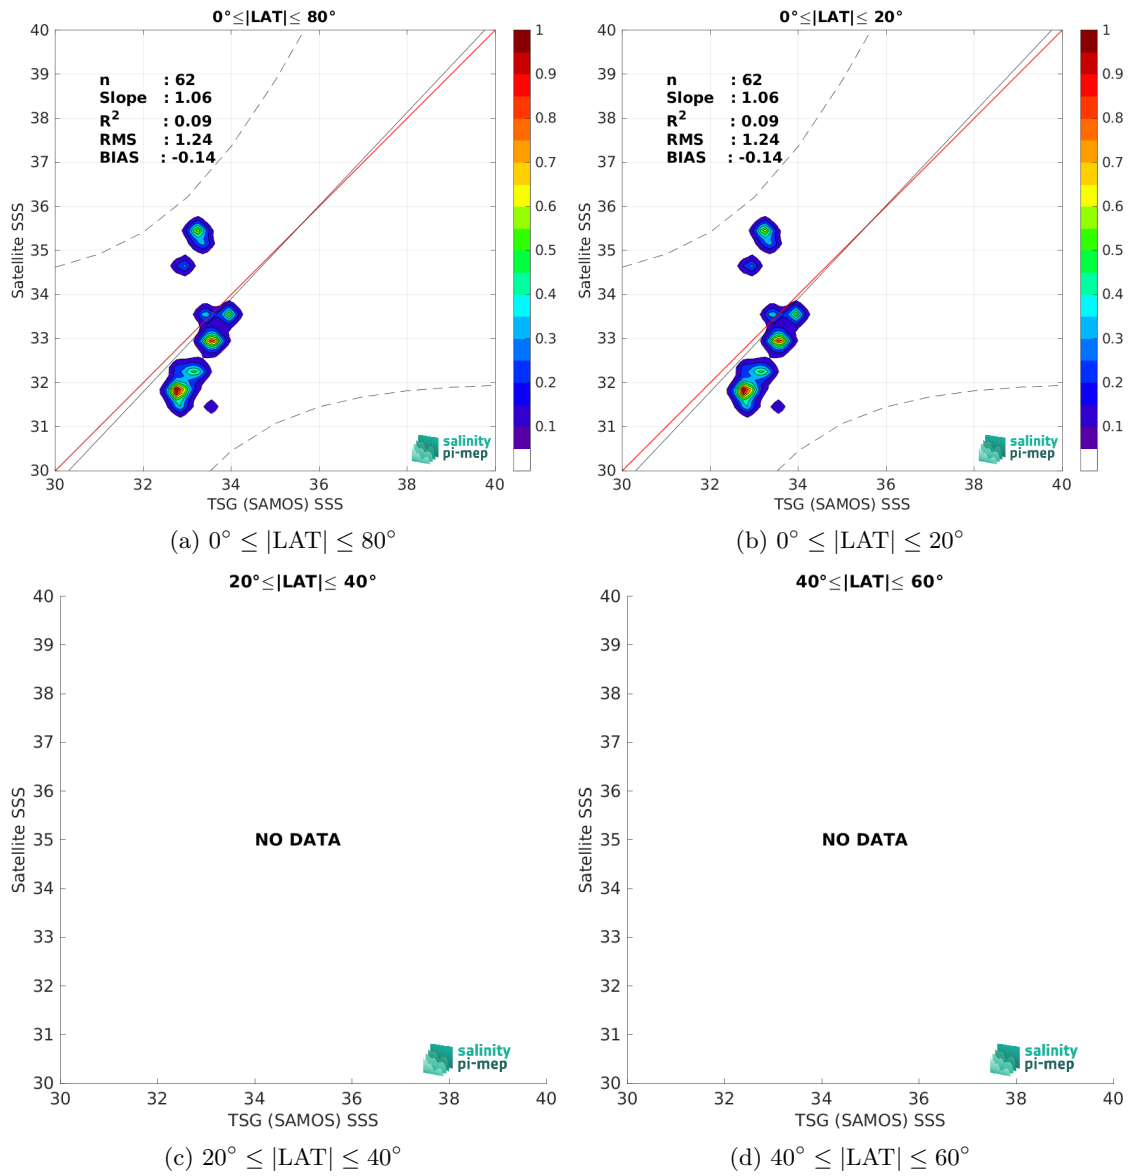 0°≤|LAT|≤ 80°
40
39
38
37
36
35
34
33
32
31
30
Satellite SSS
n : 62
Slope : 1.06
R² : 0.09
RMS : 1.24
BIAS : -0.14
1
0.9
0.8
0.7
0.6
0.5
0.4
0.3
0.2
0.1
salinity
pi-mep
30 32 34 36 38 40
TSG (SAMOS) SSS
(a) 0° ≤ |LAT| ≤ 80°
0°≤|LAT|≤ 20°
40
39
38
37
36
35
34
33
32
31
30
Satellite SSS
n : 62
Slope : 1.06
R² : 0.09
RMS : 1.24
BIAS : -0.14
1
0.9
0.8
0.7
0.6
0.5
0.4
0.3
0.2
0.1
salinity
pi-mep
30 32 34 36 38 40
TSG (SAMOS) SSS
(b) 0° ≤ |LAT| ≤ 20°
20°≤|LAT|≤ 40°
40
39
38
37
36
35
34
33
32
31
30
Satellite SSS
NO DATA
salinity
pi-mep
30 32 34 36 38 40
TSG (SAMOS) SSS
(c) 20° ≤ |LAT| ≤ 40°
40°≤|LAT|≤ 60°
40
39
38
37
36
35
34
33
32
31
30
Satellite SSS
NO DATA
salinity
pi-mep
30 32 34 36 38 40
TSG (SAMOS) SSS
(d) 40° ≤ |LAT| ≤ 60°